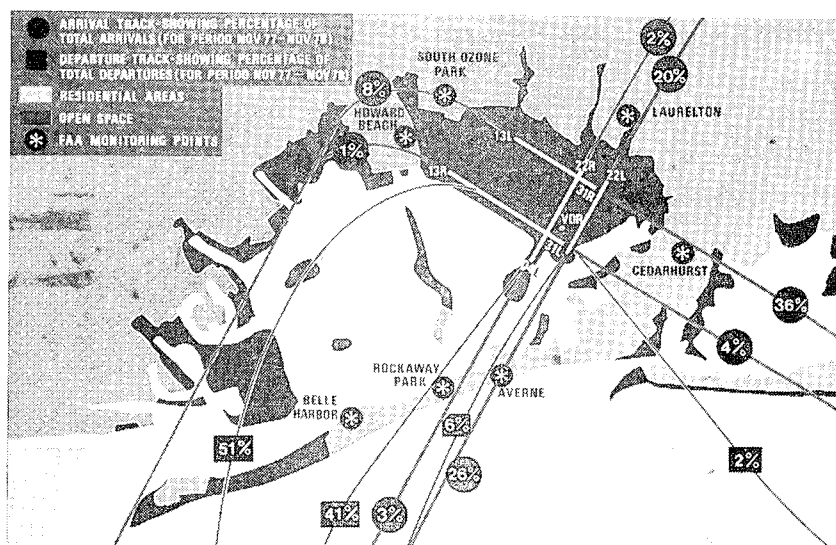 ARRIVAL TRACK-SHOWING PERCENTAGE OF
TOTAL ARRIVALS (FOR PERIOD NOV 77 - NOV 78)
DEPARTURE TRACK-SHOWING PERCENTAGE OF
TOTAL DEPARTURES (FOR PERIOD NOV 77 - NOV 78)
RESIDENTIAL AREAS
OPEN SPACE
FAA MONITORING POINTS
2%
SOUTH OZONE
PARK
20%
8%
HOWARD
BEACH
LAURELTON
13L
1%
22R
22L
13R
31R
VOR
31L
CEDARHURST
36%
4%
ROCKAWAY
PARK
AVERNE
BELLE
HARBOR
6%
51%
26%
2%
41%
3%